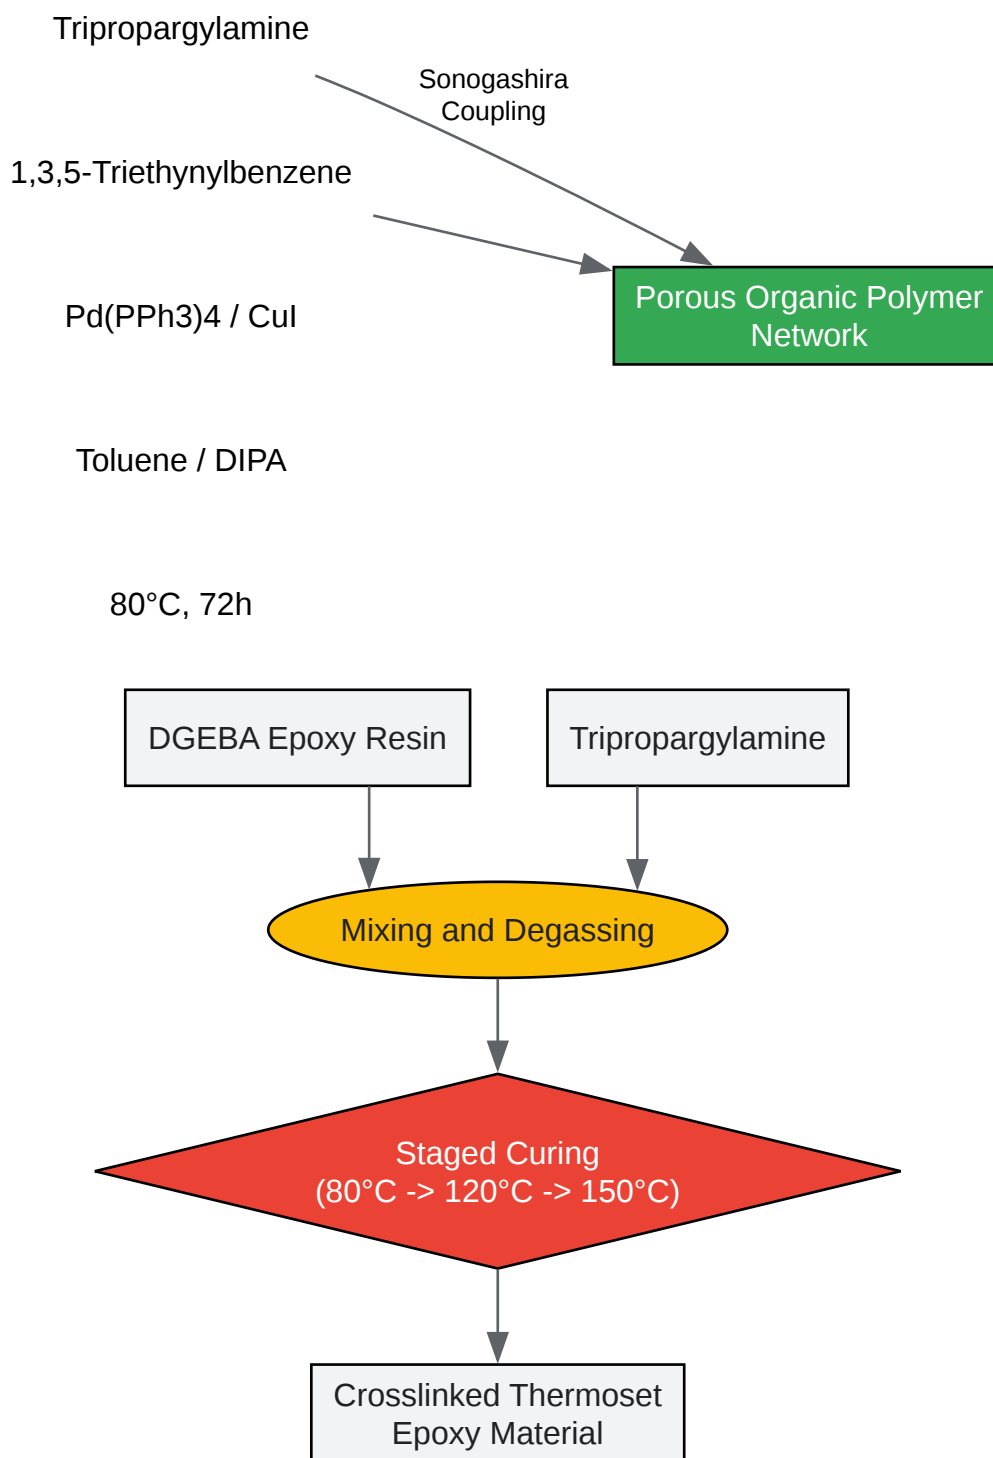 Tripropargylamine
Sonogashira
Coupling
1,3,5-Triethynylbenzene
Porous Organic Polymer
Network
Pd(PPh3)4 / CuI
Toluene / DIPA
80°C, 72h
DGEBA Epoxy Resin
Tripropargylamine
Mixing and Degassing
Staged Curing
(80°C -> 120°C -> 150°C)
Crosslinked Thermoset
Epoxy Material